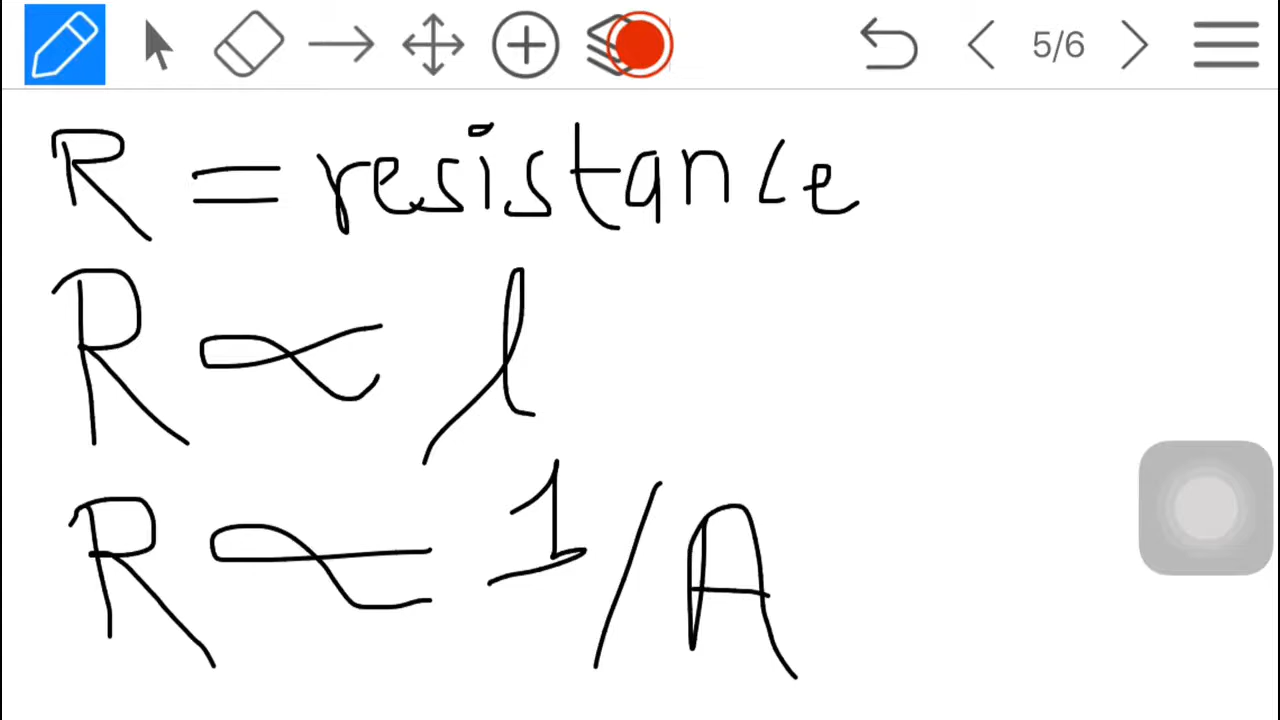 5/6
R = resistance
R ∝ l
R ∝ 1/A